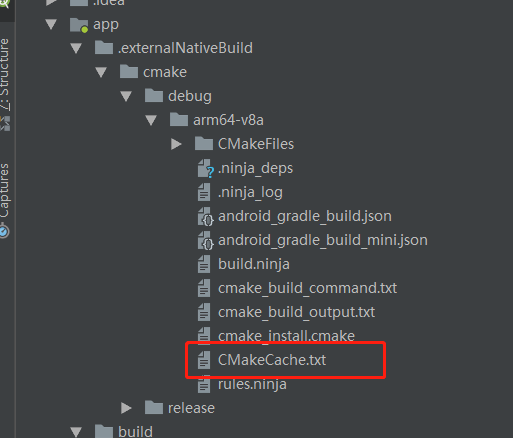 .idea
app
.externalNativeBuild
cmake
debug
arm64-v8a
CMakeFiles
.ninja_deps
.ninja_log
android_gradle_build.json
android_gradle_build_mini.json
build.ninja
cmake_build_command.txt
cmake_build_output.txt
cmake_install.cmake
CMakeCache.txt
rules.ninja
release
build
Z: Structure
Captures